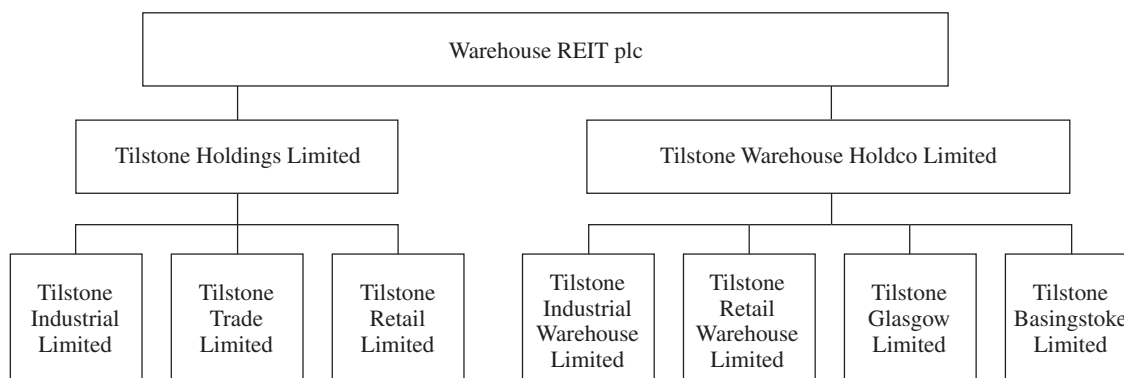 Warehouse REIT plc
Tilstone Holdings Limited
Tilstone Warehouse Holdco Limited
Tilstone
Industrial
Limited
Tilstone
Trade
Limited
Tilstone
Retail
Limited
Tilstone
Industrial
Warehouse
Limited
Tilstone
Retail
Warehouse
Limited
Tilstone
Glasgow
Limited
Tilstone
Basingstoke
Limited